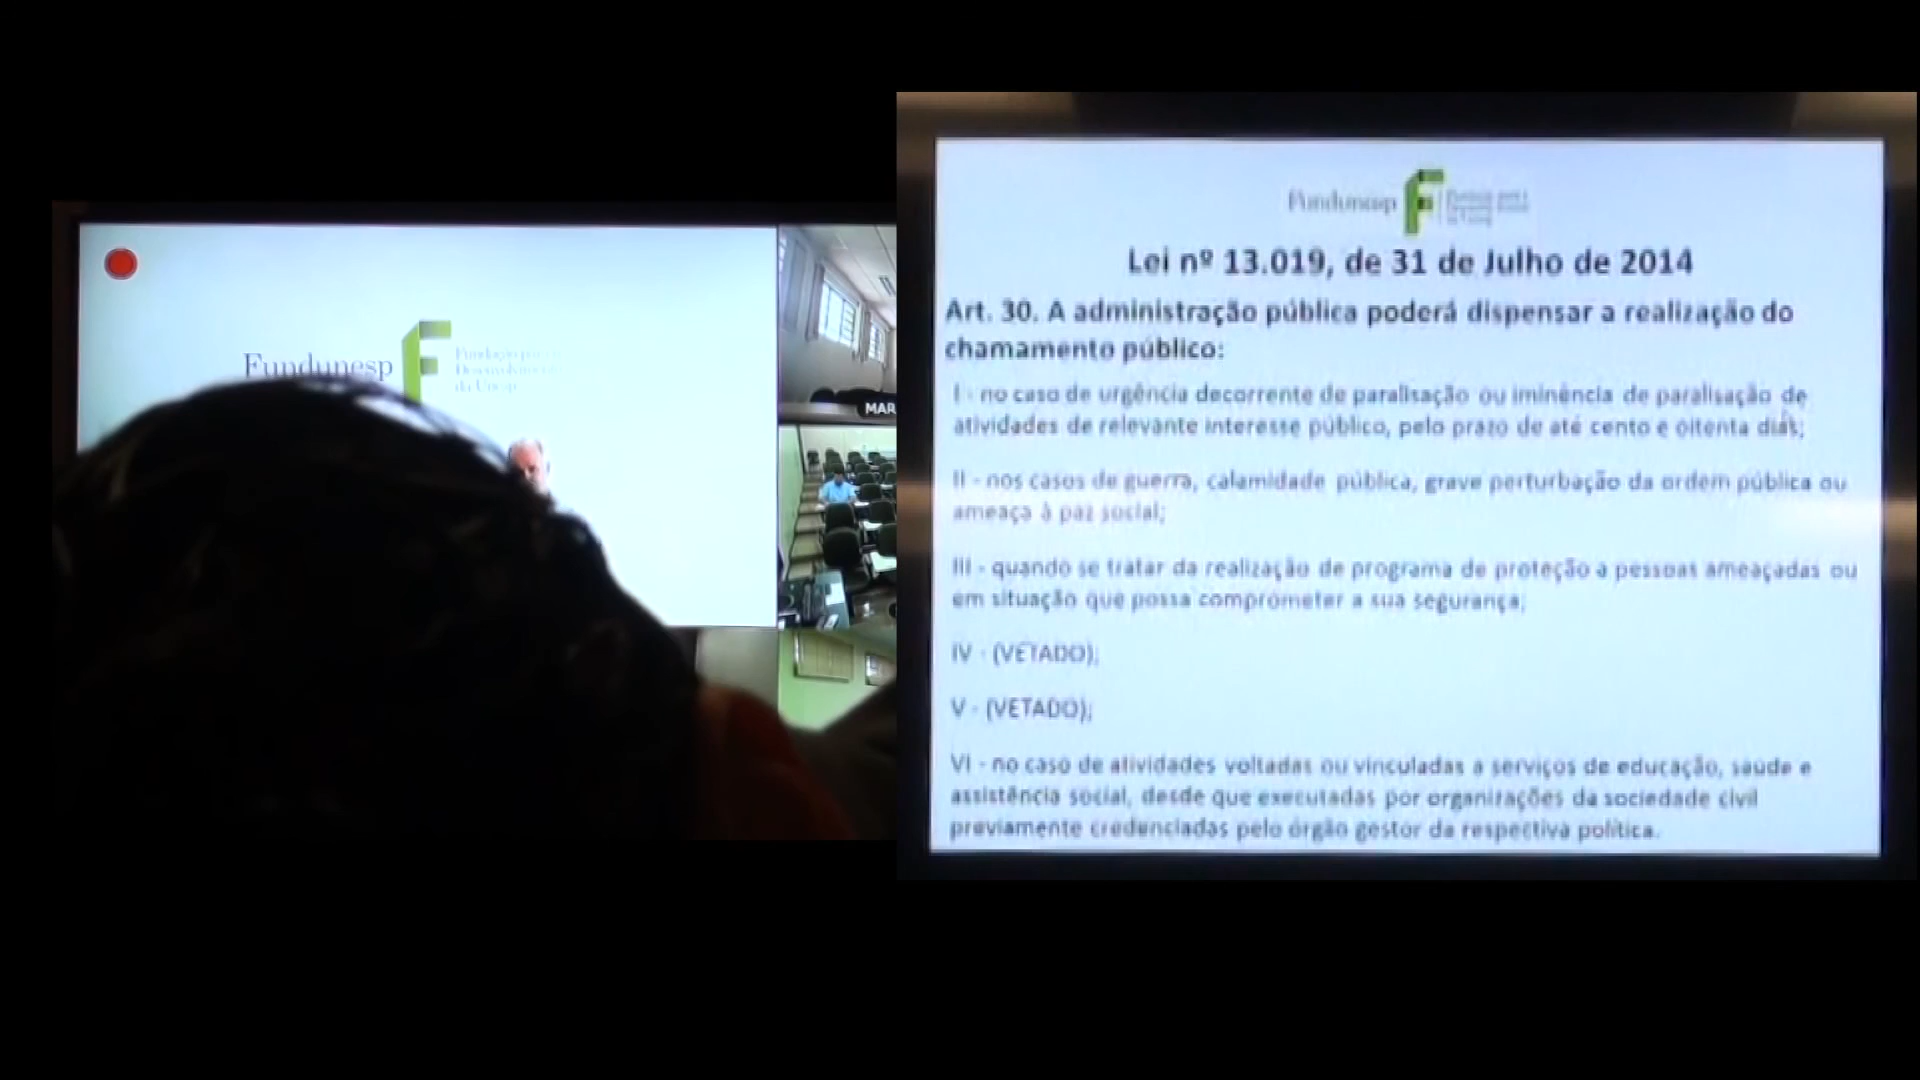 Fundunesp
Fundação para o
Desenvolvimento
da Unesp
MAR
Fundunesp
Lei nº 13.019, de 31 de Julho de 2014
Art. 30. A administração pública poderá dispensar a realização do
chamamento público:
I - no caso de urgência decorrente de paralisação ou iminência de paralisação de
atividades de relevante interesse público, pelo prazo de até cento e oitenta dias;
II - nos casos de guerra, calamidade pública, grave perturbação da ordem pública ou
ameaça à paz social;
III - quando se tratar da realização de programa de proteção a pessoas ameaçadas ou
em situação que possa comprometer a sua segurança;
IV - (VETADO);
V - (VETADO);
VI - no caso de atividades voltadas ou vinculadas a serviços de educação, saúde e
assistência social, desde que executadas por organizações da sociedade civil
previamente credenciadas pelo órgão gestor da respectiva política.